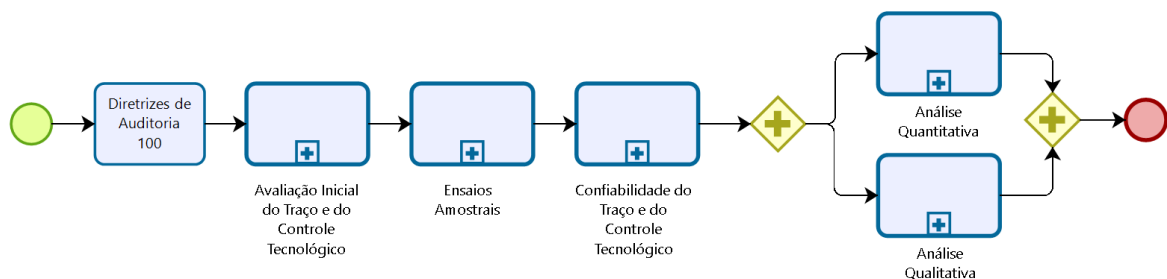 Diretrizes de
Auditoria
100
Avaliação Inicial
do Traço e do
Controle
Tecnológico
Ensaios
Amostrais
Confiabilidade do
Traço e do
Controle
Tecnológico
Análise
Quantitativa
Análise
Qualitativa